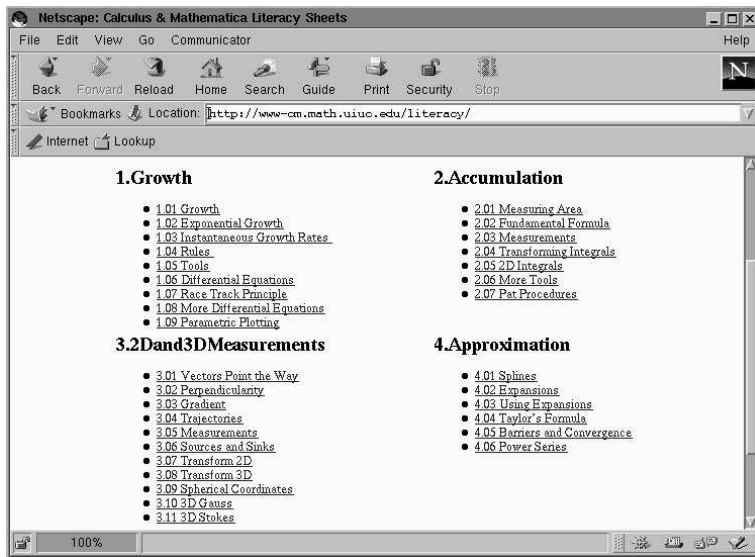 Netscape: Calculus & Mathematica Literacy Sheets
File Edit View Go Communicator Help
Back Forward Reload Home Search Guide Print Security Stop
N
Bookmarks Location: http://www-cm.math.uiuc.edu/literacy/
Internet Lookup
1.Growth
1.01 Growth
1.02 Exponential Growth
1.03 Instantaneous Growth Rates
1.04 Rules
1.05 Tools
1.06 Differential Equations
1.07 Race Track Principle
1.08 More Differential Equations
1.09 Parametric Plotting
2.Accumulation
2.01 Measuring Area
2.02 Fundamental Formula
2.03 Measurements
2.04 Transforming Integrals
2.05 2D Integrals
2.06 More Tools
2.07 Pat Procedures
3.2Dand3DMeasurements
3.01 Vectors Point the Way
3.02 Perpendicularity
3.03 Gradient
3.04 Trajectories
3.05 Measurements
3.06 Sources and Sinks
3.07 Transform 2D
3.08 Transform 3D
3.09 Spherical Coordinates
3.10 3D Gauss
3.11 3D Stokes
4.Approximation
4.01 Splines
4.02 Expansions
4.03 Using Expansions
4.04 Taylor's Formula
4.05 Barriers and Convergence
4.06 Power Series
100%